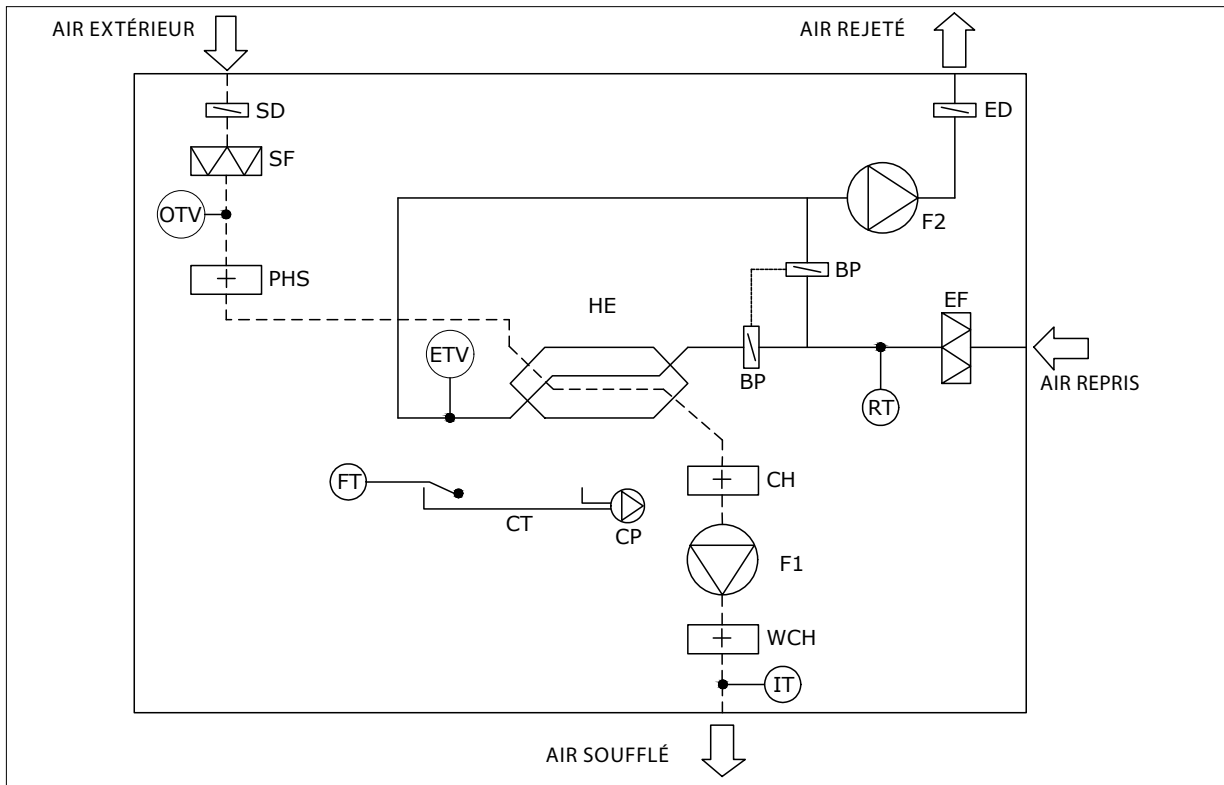 AIR EXTÉRIEUR
AIR REJETÉ
SD
ED
SF
OTV
F2
PHS
BP
HE
EF
ETV
BP
RT
AIR REPRIS
FT
CH
CT
CP
F1
WCH
IT
AIR SOUFFLÉ